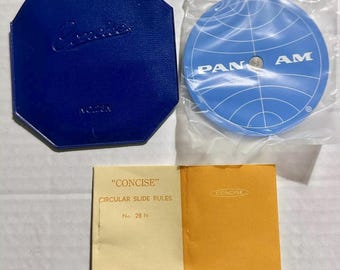 Concise
NO.28N
PAN AM
®
"CONCISE"
CIRCULAR SLIDE RULES
No. 28 N
CONCISE